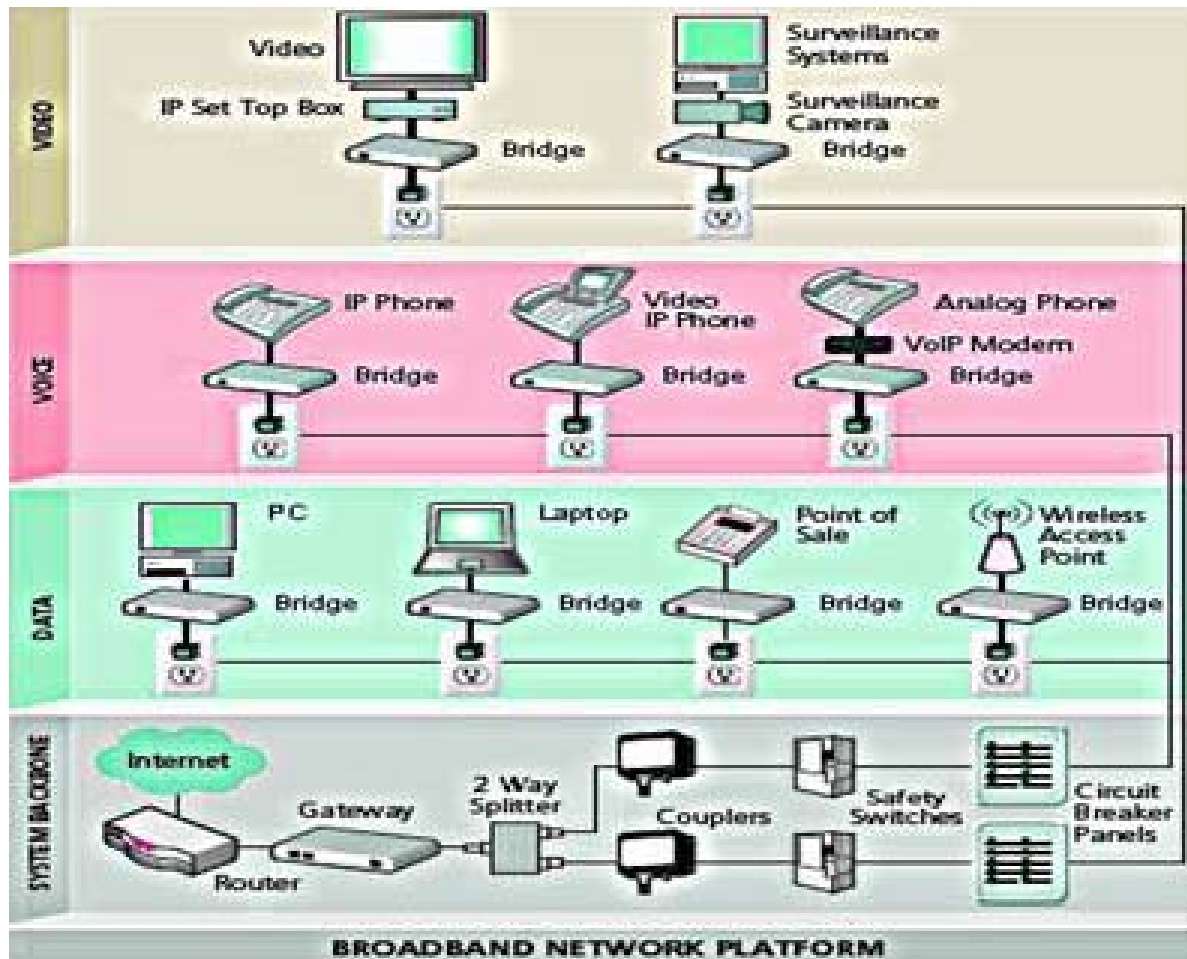 VIDEO
Video
IP Set Top Box
Bridge
Surveillance
Systems
Surveillance
Camera
Bridge
VOICE
IP Phone
Bridge
Video
IP Phone
Bridge
Analog Phone
VoIP Modem
Bridge
DATA
PC
Bridge
Laptop
Bridge
Point of
Sale
Bridge
Wireless
Access
Point
Bridge
SYSTEM BACKBONE
Internet
Router
Gateway
2 Way
Splitter
Couplers
Safety
Switches
Circuit
Breaker
Panels
BROADBAND NETWORK PLATFORM